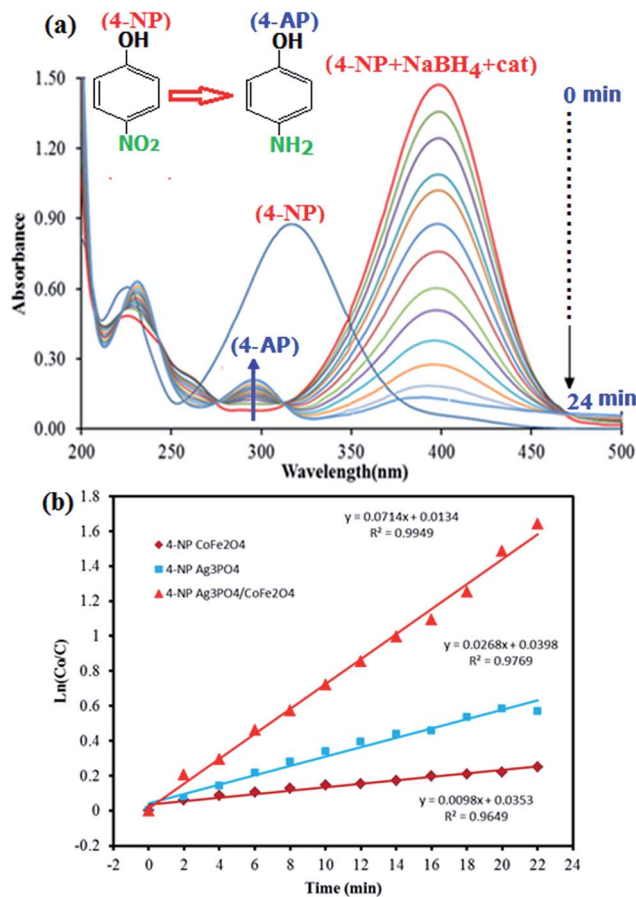 (a)
(4-NP)
OH
NO2
(4-AP)
OH
NH2
(4-NP+NaBH4+cat)
0 min
24 min
(4-NP)
(4-AP)
Absorbance
1.50
1.20
0.90
0.60
0.30
0.00
200 250 300 350 400 450 500
Wavelength(nm)
(b)
Ln(Co/C)
1.8
1.6
1.4
1.2
1
0.8
0.6
0.4
0.2
0
-0.2
4-NP CoFe2O4
4-NP Ag3PO4
4-NP Ag3PO4/CoFe2O4
y = 0.0714x + 0.0134
R² = 0.9949
y = 0.0268x + 0.0398
R² = 0.9769
y = 0.0098x + 0.0353
R² = 0.9649
-2 0 2 4 6 8 10 12 14 16 18 20 22 24
Time (min)